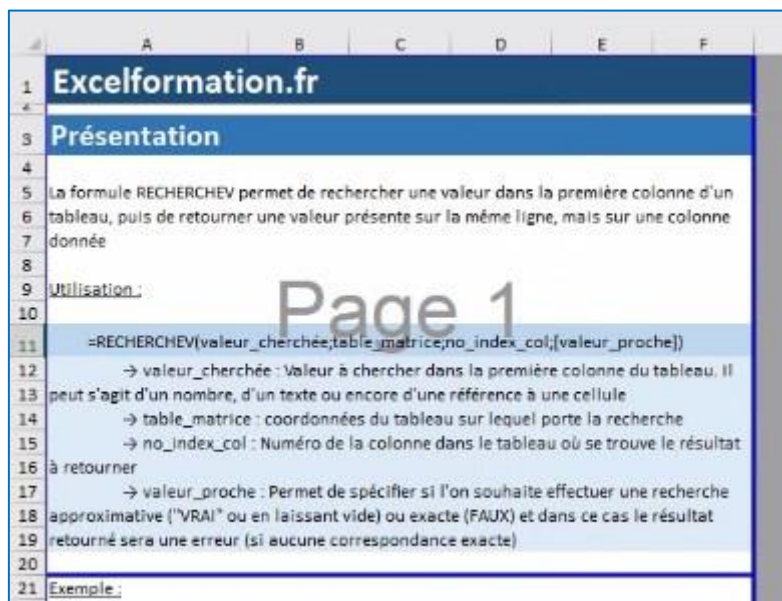 A B C D E F
1 Excelformation.fr
3 Présentation
4
5 La formule RECHERCHEV permet de rechercher une valeur dans la première colonne d'un
6 tableau, puis de retourner une valeur présente sur la même ligne, mais sur une colonne
7 donnée
8
9 Utilisation :
Page 1
10
11 =RECHERCHEV(valeur_cherchée;table_matrice;no_index_col;[valeur_proche])
12 → valeur_cherchée : Valeur à chercher dans la première colonne du tableau. Il
13 peut s'agit d'un nombre, d'un texte ou encore d'une référence à une cellule
14 → table_matrice : coordonnées du tableau sur lequel porte la recherche
15 → no_index_col : Numéro de la colonne dans le tableau où se trouve le résultat
16 à retourner
17 → valeur_proche : Permet de spécifier si l'on souhaite effectuer une recherche
18 approximative ("VRAI" ou en laissant vide) ou exacte (FAUX) et dans ce cas le résultat
19 retourné sera une erreur (si aucune correspondance exacte)
20
21 Exemple :